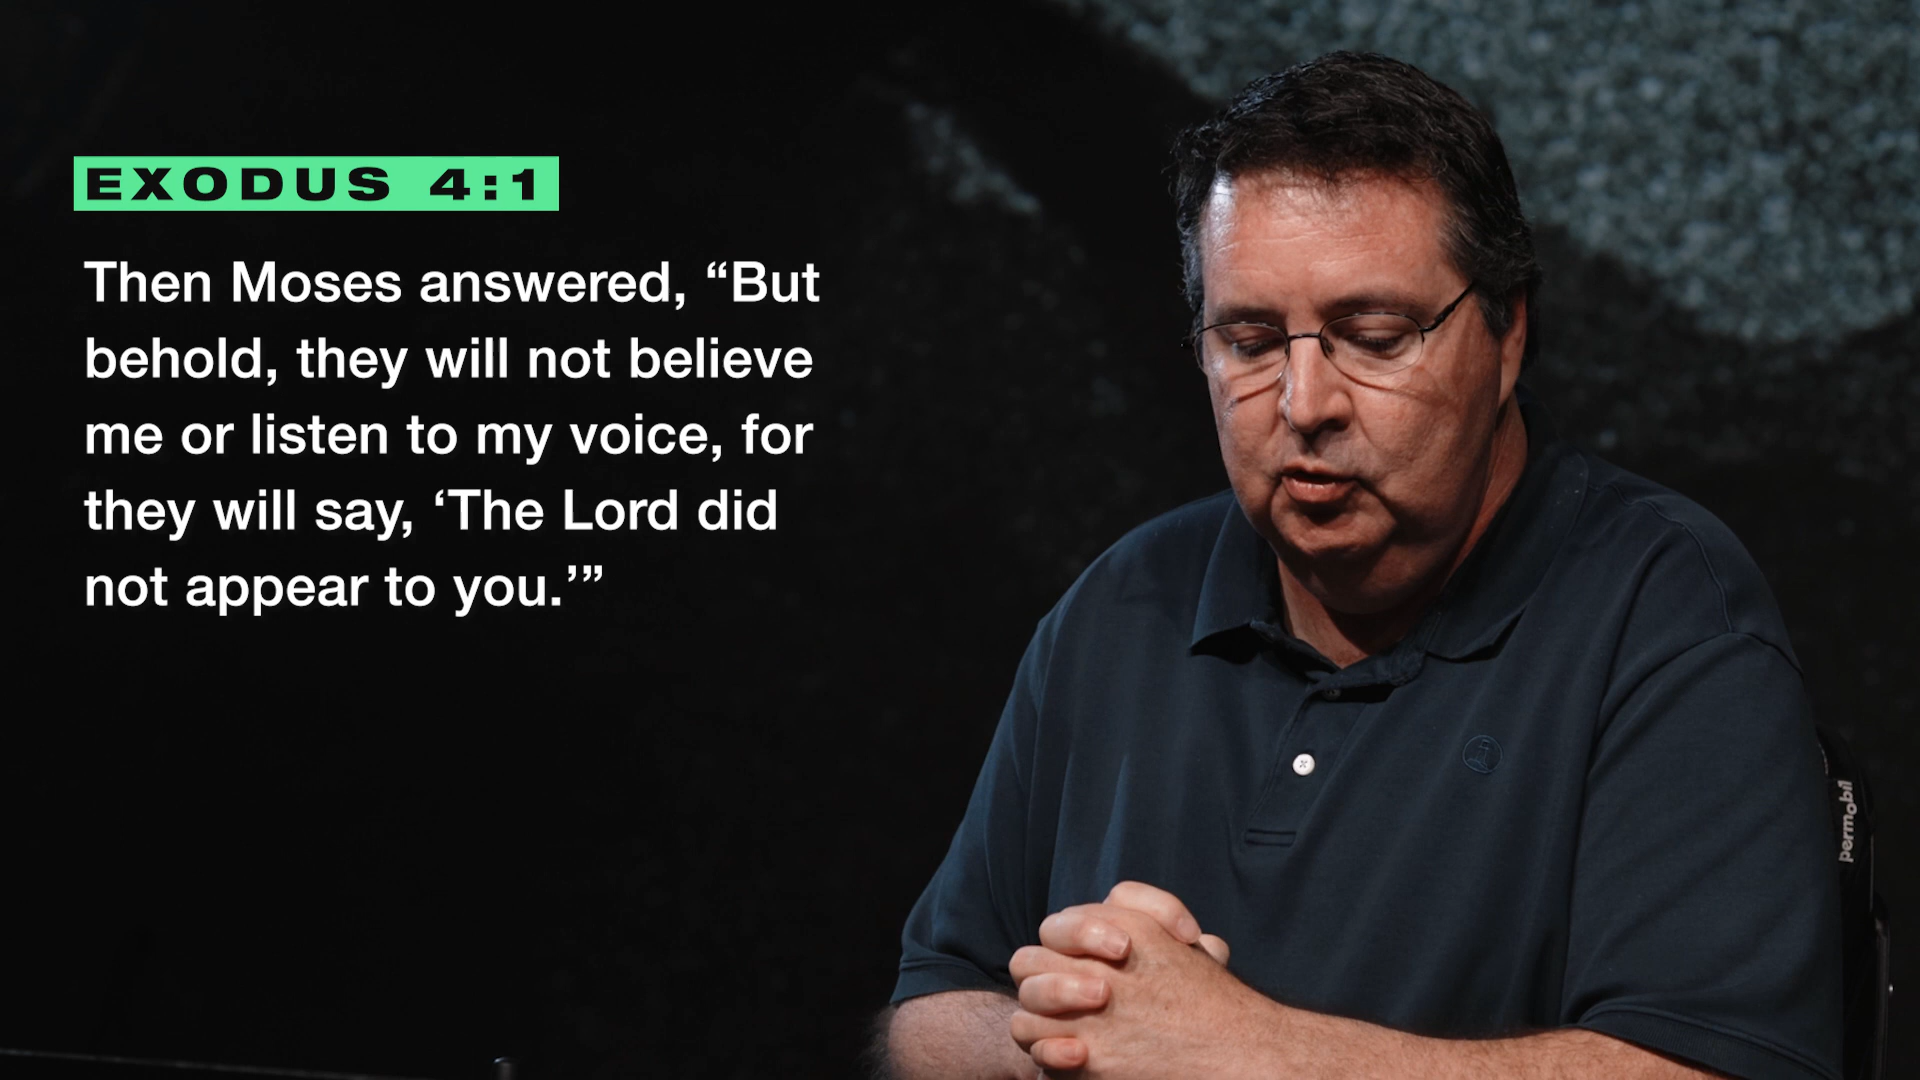 EXODUS 4:1
Then Moses answered, “But
behold, they will not believe
me or listen to my voice, for
they will say, ‘The Lord did
not appear to you.’”
permobil